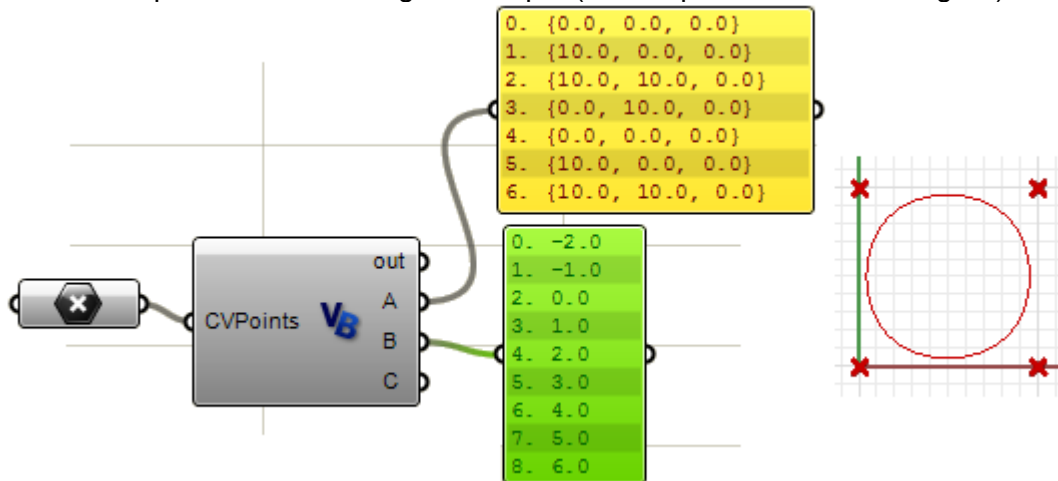 0. {0.0, 0.0, 0.0}
1. {10.0, 0.0, 0.0}
2. {10.0, 10.0, 0.0}
3. {0.0, 10.0, 0.0}
4. {0.0, 0.0, 0.0}
5. {10.0, 0.0, 0.0}
6. {10.0, 10.0, 0.0}
CVPoints
VB
out
A
B
C
0. -2.0
1. -1.0
2. 0.0
3. 1.0
4. 2.0
5. 3.0
6. 4.0
7. 5.0
8. 6.0